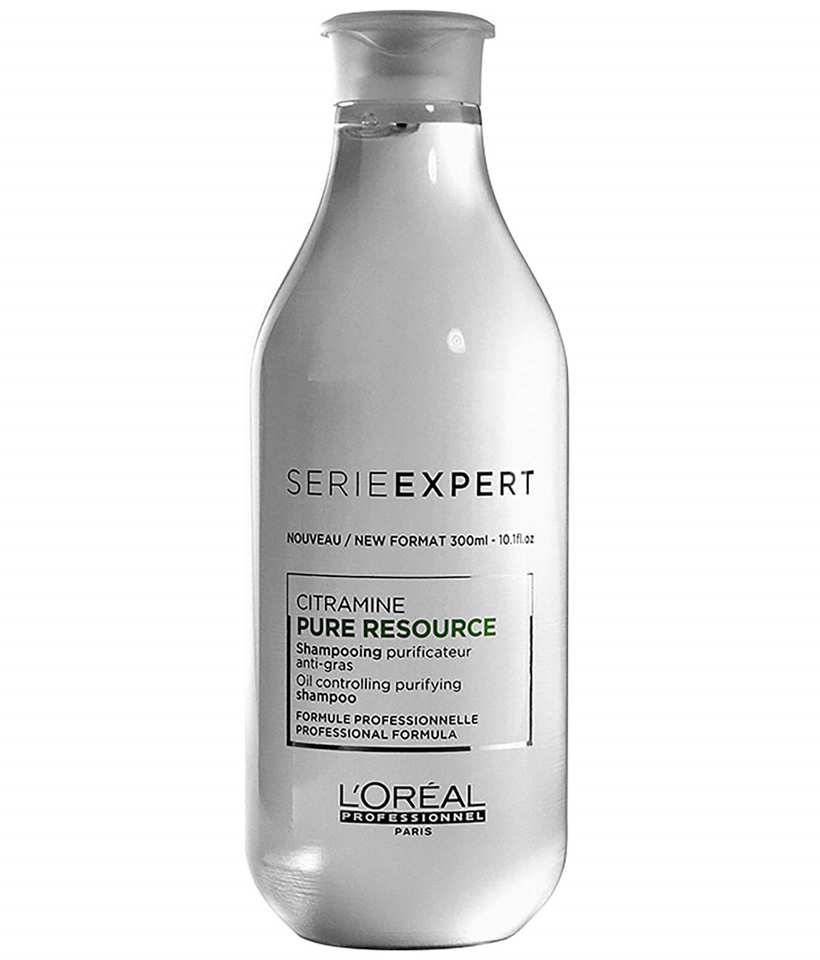 SERIEEXPERT
NOUVEAU / NEW FORMAT 300ml - 10.1fl.oz
CITRAMINE
PURE RESOURCE
Shampooing purificateur
anti-gras
Oil controlling purifying
shampoo
FORMULE PROFESSIONNELLE
PROFESSIONAL FORMULA
L'ORÉAL
PROFESSIONNEL
PARIS